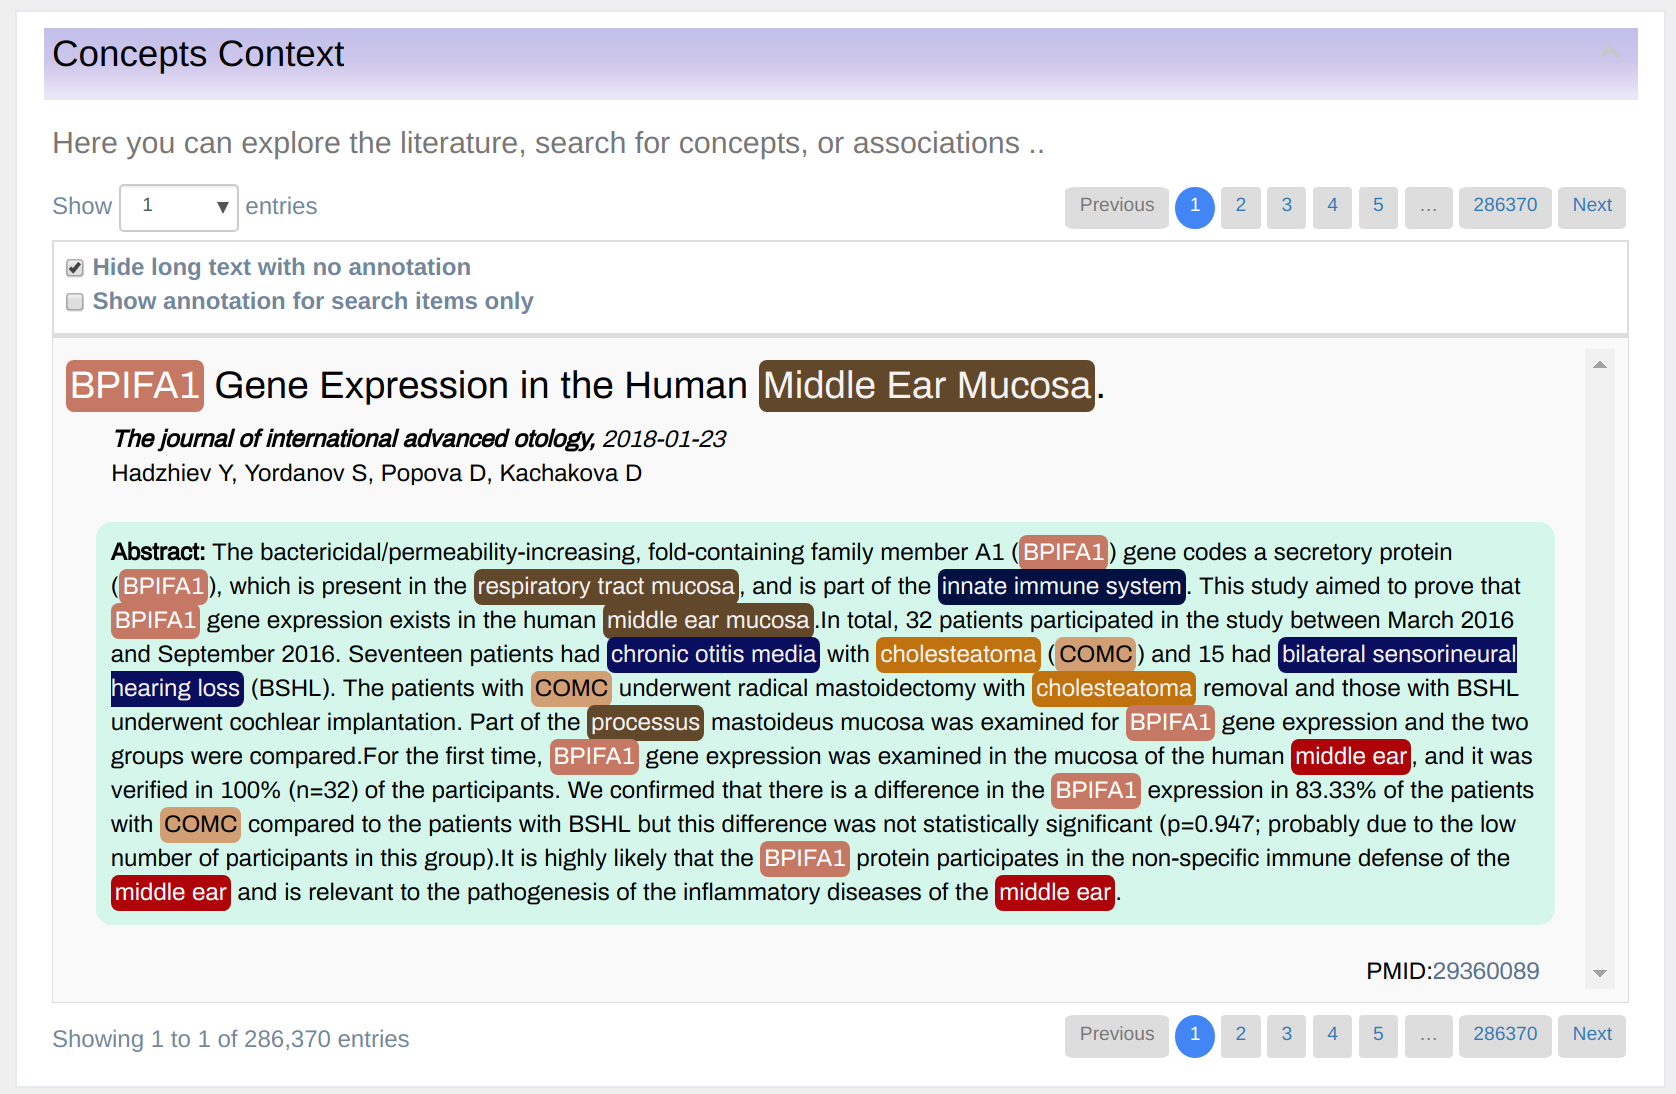 Concepts Context
Here you can explore the literature, search for concepts, or associations ..
Show 1 entries
Previous 1 2 3 4 5 ... 286370 Next
Hide long text with no annotation
Show annotation for search items only
BPIFA1 Gene Expression in the Human Middle Ear Mucosa.
The journal of international advanced otology, 2018-01-23
Hadzhiev Y, Yordanov S, Popova D, Kachakova D
Abstract: The bactericidal/permeability-increasing, fold-containing family member A1 (BPIFA1) gene codes a secretory protein
(BPIFA1), which is present in the respiratory tract mucosa, and is part of the innate immune system. This study aimed to prove that
BPIFA1 gene expression exists in the human middle ear mucosa.In total, 32 patients participated in the study between March 2016
and September 2016. Seventeen patients had chronic otitis media with cholesteatoma (COMC) and 15 had bilateral sensorineural
hearing loss (BSHL). The patients with COMC underwent radical mastoidectomy with cholesteatoma removal and those with BSHL
underwent cochlear implantation. Part of the processus mastoideus mucosa was examined for BPIFA1 gene expression and the two
groups were compared.For the first time, BPIFA1 gene expression was examined in the mucosa of the human middle ear, and it was
verified in 100% (n=32) of the participants. We confirmed that there is a difference in the BPIFA1 expression in 83.33% of the patients
with COMC compared to the patients with BSHL but this difference was not statistically significant (p=0.947; probably due to the low
number of participants in this group).It is highly likely that the BPIFA1 protein participates in the non-specific immune defense of the
middle ear and is relevant to the pathogenesis of the inflammatory diseases of the middle ear.
PMID:29360089
Showing 1 to 1 of 286,370 entries
Previous 1 2 3 4 5 ... 286370 Next